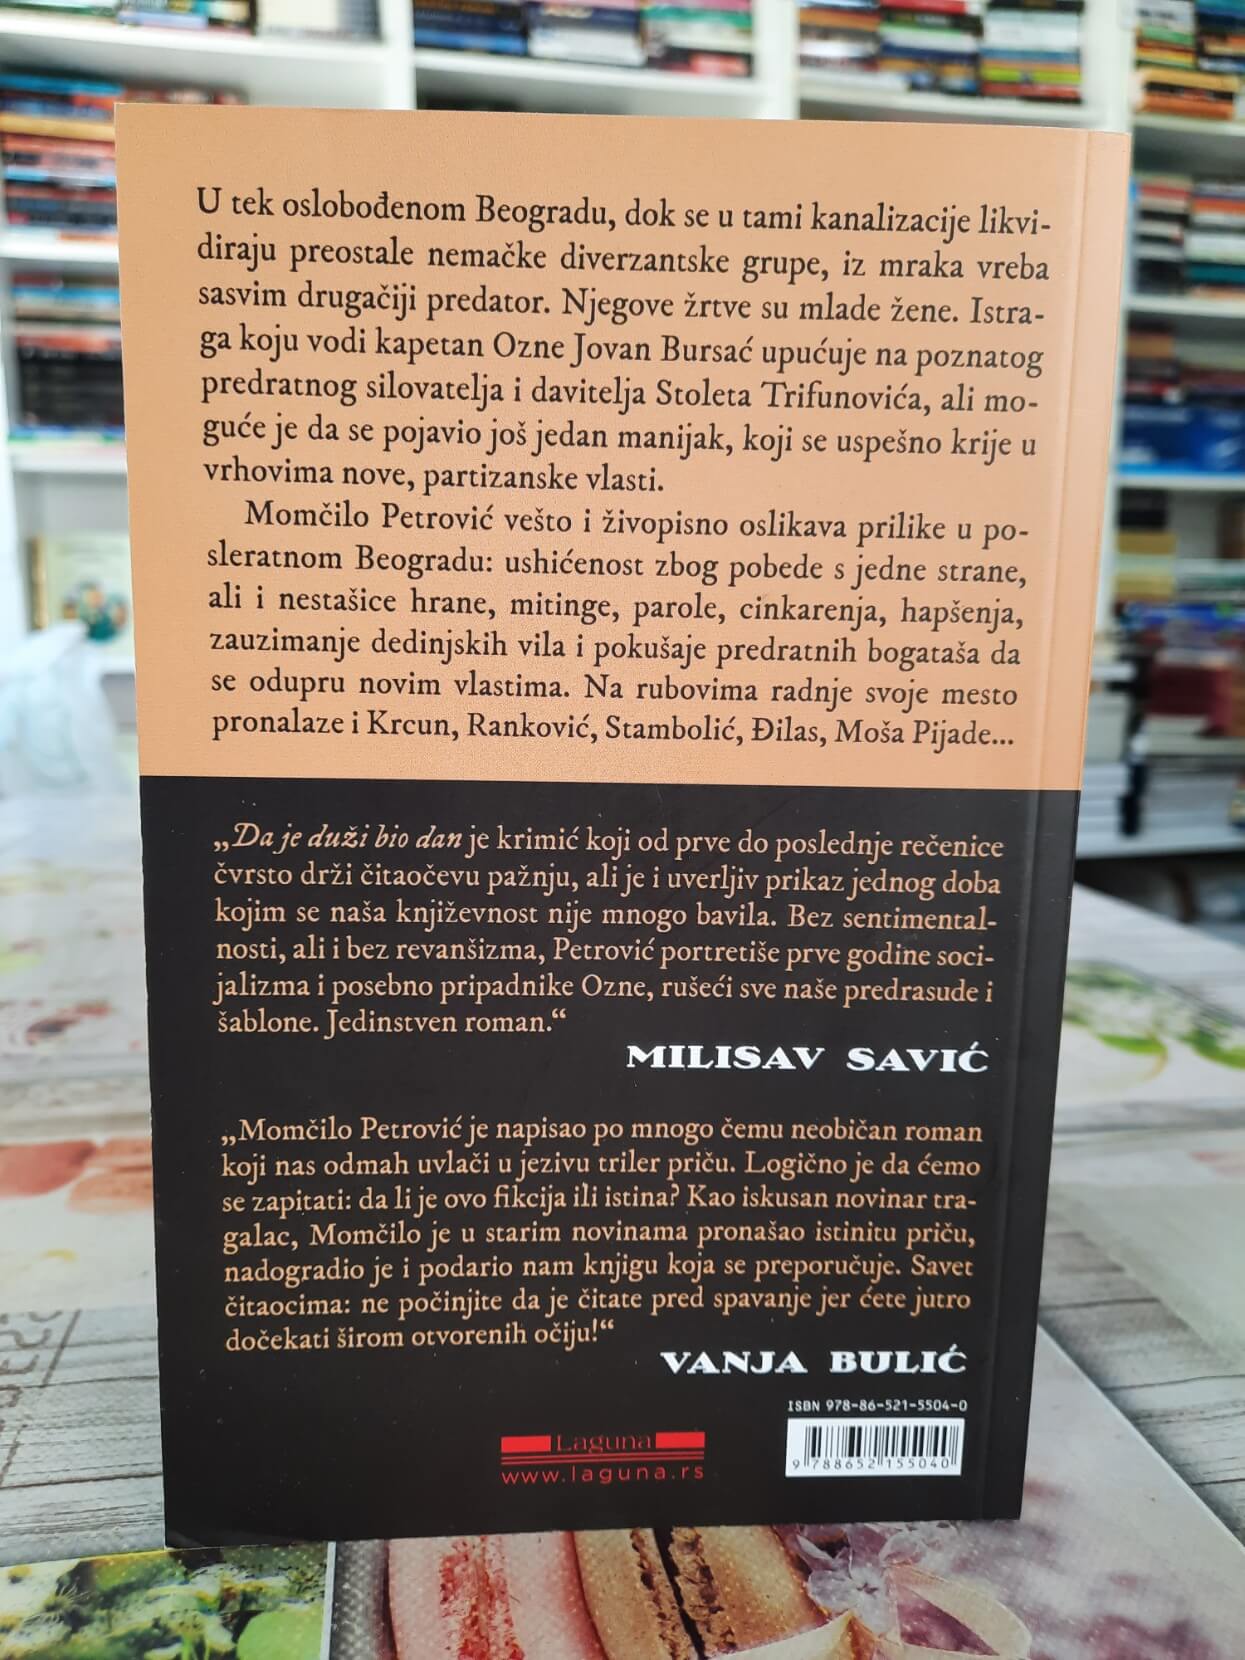 U tek oslobođenom Beogradu, dok se u tami kanalizacije likvi-
diraju preostale nemačke diverzantske grupe, iz mraka vreba
sasvim drugačiji predator. Njegove žrtve su mlade žene. Istra-
ga koju vodi kapetan Ozne Jovan Bursać upućuje na poznatog
predratnog silovatelja i davitelja Stoleta Trifunovića, ali mo-
guće je da se pojavio još jedan manijak, koji se uspešno krije u
vrhovima nove, partizanske vlasti.
Momčilo Petrović vešto i živopisno oslikava prilike u po-
sleratnom Beogradu: ushićenost zbog pobede s jedne strane,
ali i nestašice hrane, mitinge, parole, cinkarenja, hapšenja,
zauzimanje dedinjskih vila i pokušaje predratnih bogataša da
se odupru novim vlastima. Na rubovima radnje svoje mesto
pronalaze i Krcun, Ranković, Stambolić, Đilas, Moša Pijade...
„Da je duži bio dan je krimić koji od prve do poslednje rečenice
čvrsto drži čitaočevu pažnju, ali je i uverljiv prikaz jednog doba
kojim se naša književnost nije mnogo bavila. Bez sentimental-
nosti, ali i bez revanšizma, Petrović portretiše prve godine soci-
jalizma i posebno pripadnike Ozne, rušeći sve naše predrasude i
šablone. Jedinstven roman.“
MILISAV SAVIĆ
„Momčilo Petrović je napisao po mnogo čemu neobičan roman
koji nas odmah uvlači u jezivu triler priču. Logično je da ćemo
se zapitati: da li je ovo fikcija ili istina? Kao iskusan novinar tra-
galac, Momčilo je u starim novinama pronašao istinitu priču,
nadogradio je i podario nam knjigu koja se preporučuje. Savet
čitaocima: ne počinjite da je čitate pred spavanje jer ćete jutro
dočekati širom otvorenih očiju!“
VANJA BULIĆ
ISBN 978-86-521-5504-0
Laguna
www.laguna.rs
9 788652 155040